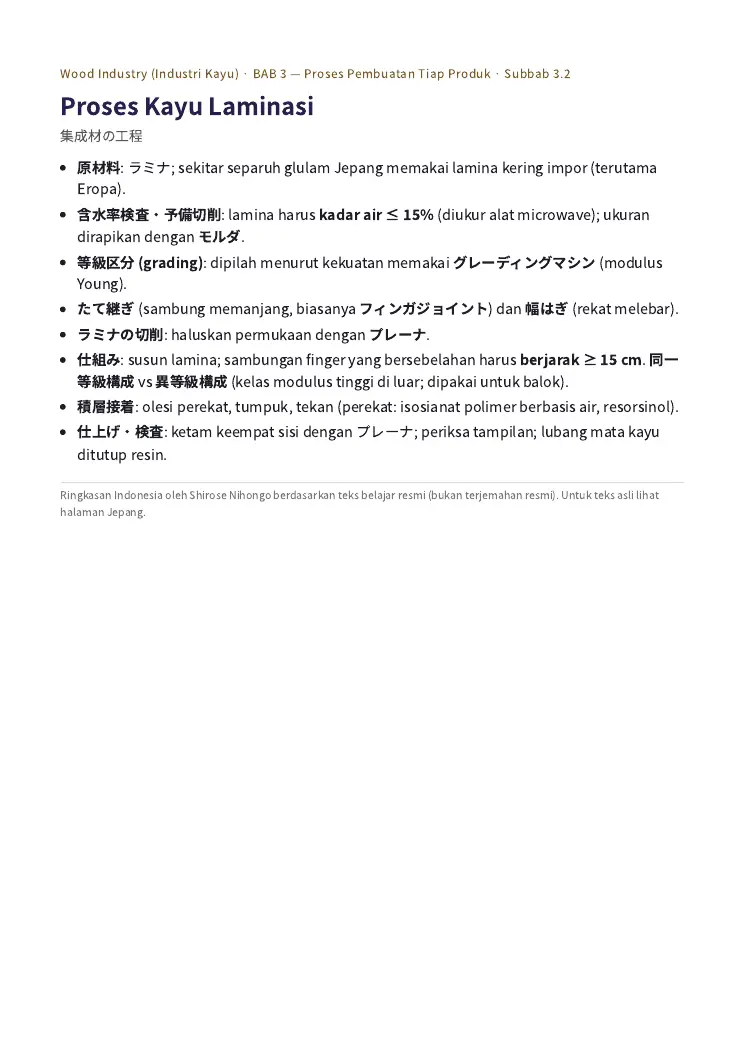 Wood Industry (Industri Kayu) · BAB 3 — Proses Pembuatan Tiap Produk · Subbab 3.2
Proses Kayu Laminasi
集成材の工程
• 原材料: ラミナ; sekitar separuh glulam Jepang memakai lamina kering impor (terutama
Eropa).
• 含水率検査・予備切削: lamina harus kadar air ≤ 15% (diukur alat microwave); ukuran
dirapikan dengan モルダ.
• 等級区分 (grading): dipilah menurut kekuatan memakai グレーディングマシン (modulus
Young).
• たて継ぎ (sambung memanjang, biasanya フィンガジョイント) dan 幅はぎ (rekat melebar).
• ラミナの切削: haluskan permukaan dengan プレーナ.
• 仕組み: susun lamina; sambungan finger yang bersebelahan harus berjarak ≥ 15 cm. 同一
等級構成 vs 異等級構成 (kelas modulus tinggi di luar; dipakai untuk balok).
• 積層接着: olesi perekat, tumpuk, tekan (perekat: isosianat polimer berbasis air, resorsinol).
• 仕上げ・検査: ketam keempat sisi dengan プレーナ; periksa tampilan; lubang mata kayu
ditutup resin.
Ringkasan Indonesia oleh Shirose Nihongo berdasarkan teks belajar resmi (bukan terjemahan resmi). Untuk teks asli lihat
halaman Jepang.